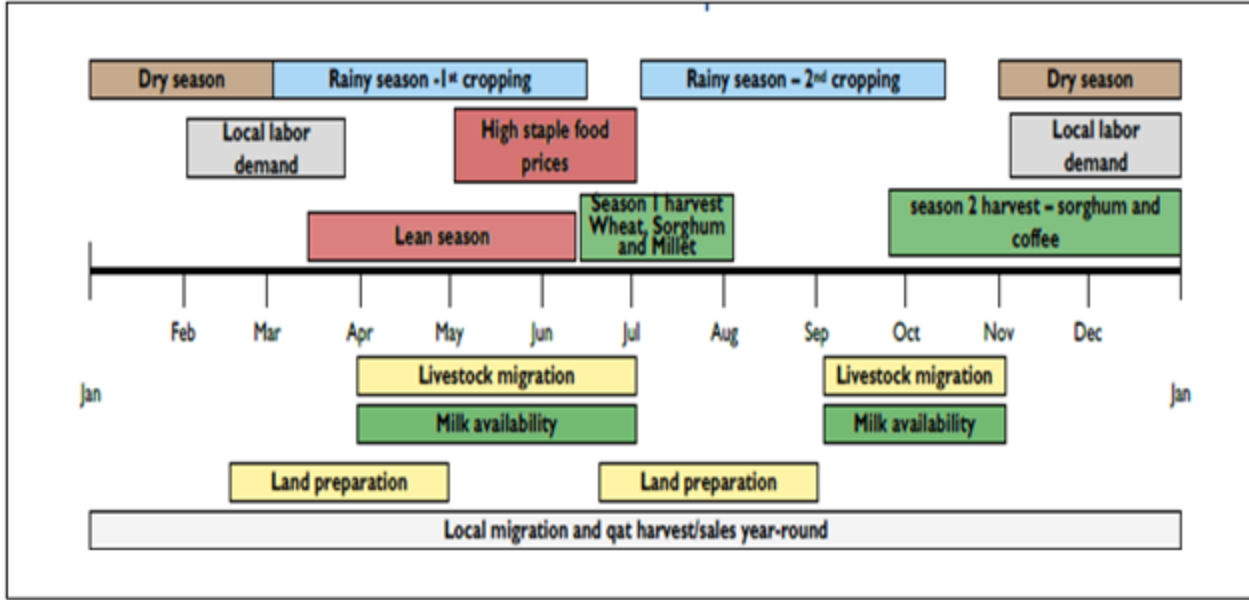 Dry season
Rainy season -1st cropping
Rainy season – 2nd cropping
Dry season
Local labor
demand
High staple food
prices
Local labor
demand
Lean season
Season 1 harvest
Wheat, Sorghum
and Millet
season 2 harvest – sorghum and
coffee
Feb
Mar
Apr
May
Jun
Jul
Aug
Sep
Oct
Nov
Dec
Jan
Jan
Livestock migration
Livestock migration
Milk availability
Milk availability
Land preparation
Land preparation
Local migration and qat harvest/sales year-round